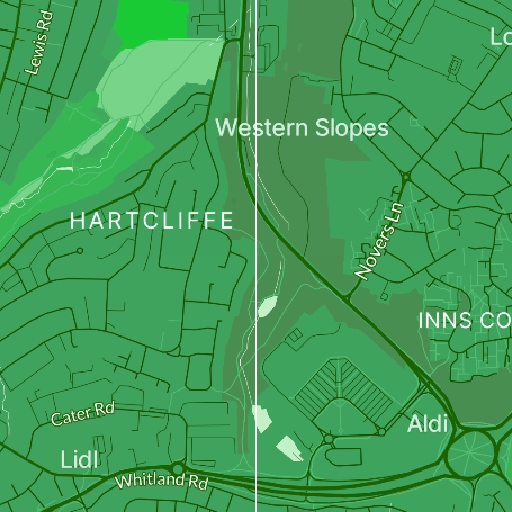 Lewis Rd
Lo
Western Slopes
HARTCLIFFE
Novers Ln
INNS CO
Cater Rd
Aldi
Lidl
Whitland Rd